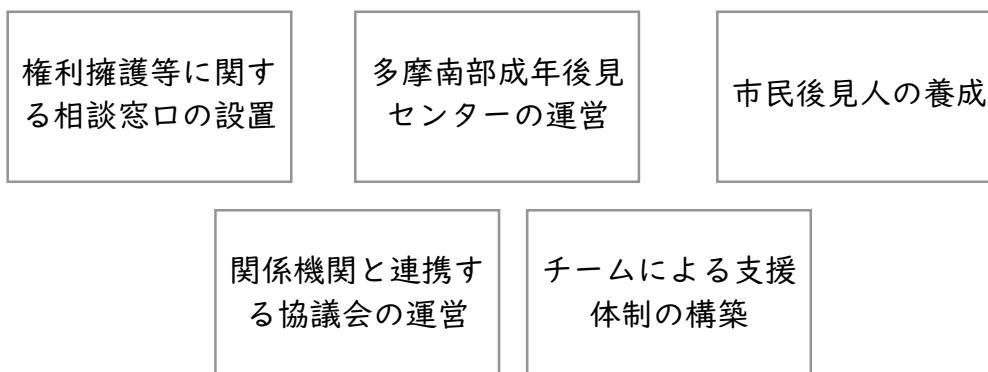 権利擁護等に関す
る相談窓口の設置
多摩南部成年後見
センターの運営
市民後見人の養成
関係機関と連携す
る協議会の運営
チームによる支援
体制の構築